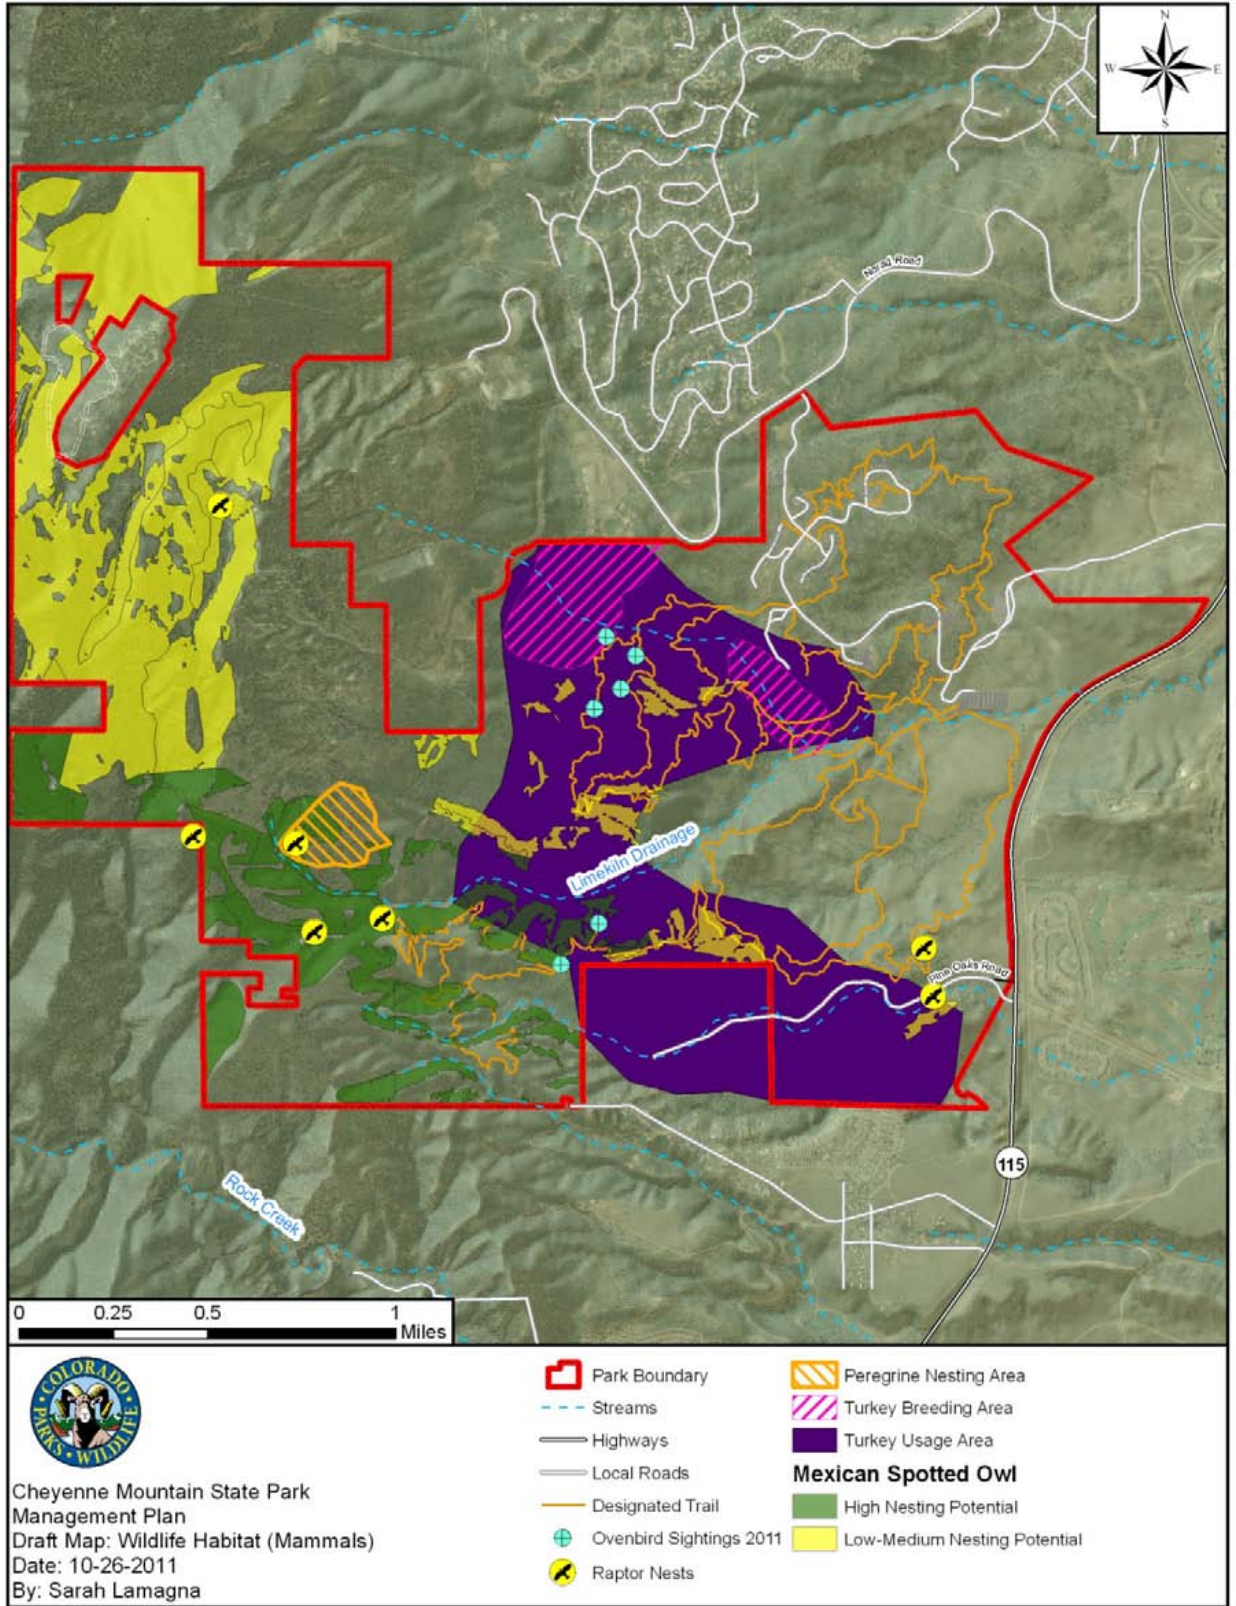 N
W E
S
Norad Road
Limekiln Drainage
Pine Oaks Road
115
Rock Creek
0 0.25 0.5 1
Miles
COLORADO
PARKS • WILDLIFE
Cheyenne Mountain State Park
Management Plan
Draft Map: Wildlife Habitat (Mammals)
Date: 10-26-2011
By: Sarah Lamagna
Park Boundary
Streams
Highways
Local Roads
Designated Trail
Ovenbird Sightings 2011
Raptor Nests
Peregrine Nesting Area
Turkey Breeding Area
Turkey Usage Area
Mexican Spotted Owl
High Nesting Potential
Low-Medium Nesting Potential